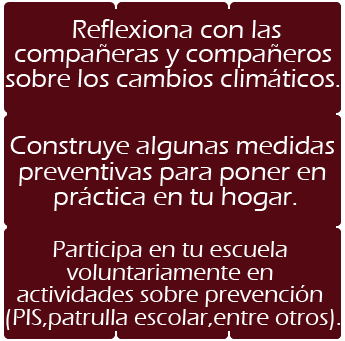 Reflexiona con las
compañeras y compañeros
sobre los cambios climáticos.
Construye algunas medidas
preventivas para poner en
práctica en tu hogar.
Participa en tu escuela
voluntariamente en
actividades sobre prevención
(PIS,patrulla escolar,entre otros).